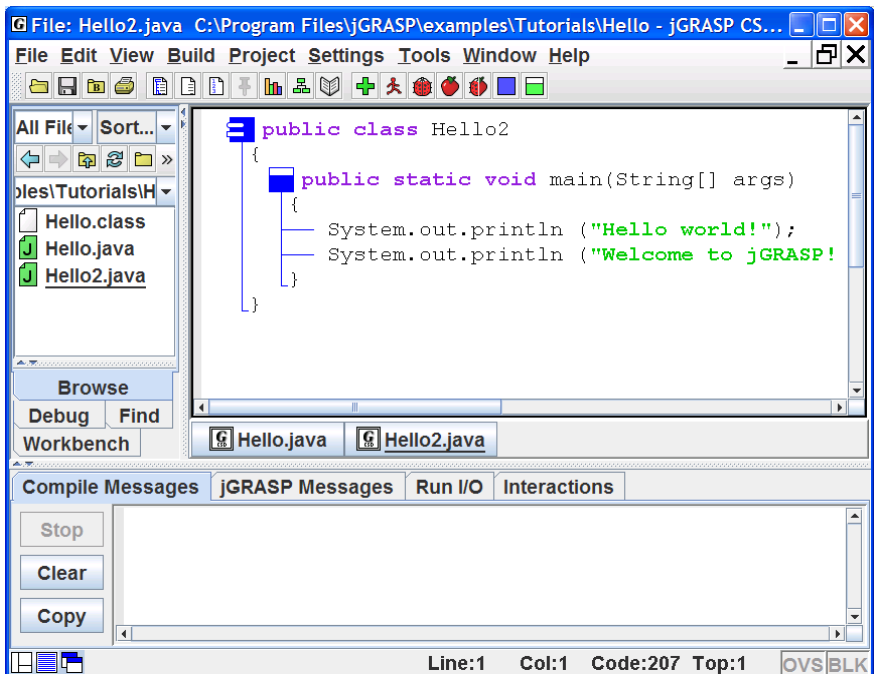 File: Hello2.java C:\Program Files\jGRASP\examples\Tutorials\Hello - jGRASP CS...
File Edit View Build Project Settings Tools Window Help
All File Sort...
»
ples\Tutorials\H
Hello.class
Hello.java
Hello2.java
Browse
Debug Find
Workbench
public class Hello2
{
public static void main(String[] args)
{
System.out.println ("Hello world!");
System.out.println ("Welcome to jGRASP!
}
}
Hello.java Hello2.java
Compile Messages jGRASP Messages Run I/O Interactions
Stop
Clear
Copy
Line:1 Col:1 Code:207 Top:1 OVS BLK